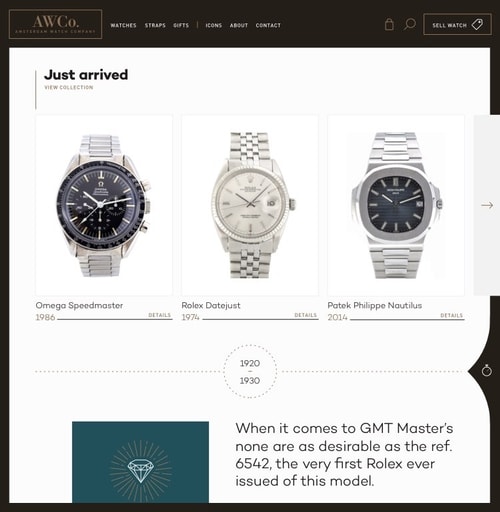 AWCo.
AMSTERDAM WATCH COMPANY
WATCHES STRAPS GIFTS | ICONS ABOUT CONTACT
SELL WATCH
Just arrived
VIEW COLLECTION
Omega Speedmaster
1986
DETAILS
Rolex Datejust
1974
DETAILS
Patek Philippe Nautilus
2014
DETAILS
1920
–
1930
When it comes to GMT Master's
none are as desirable as the ref.
6542, the very first Rolex ever
issued of this model.